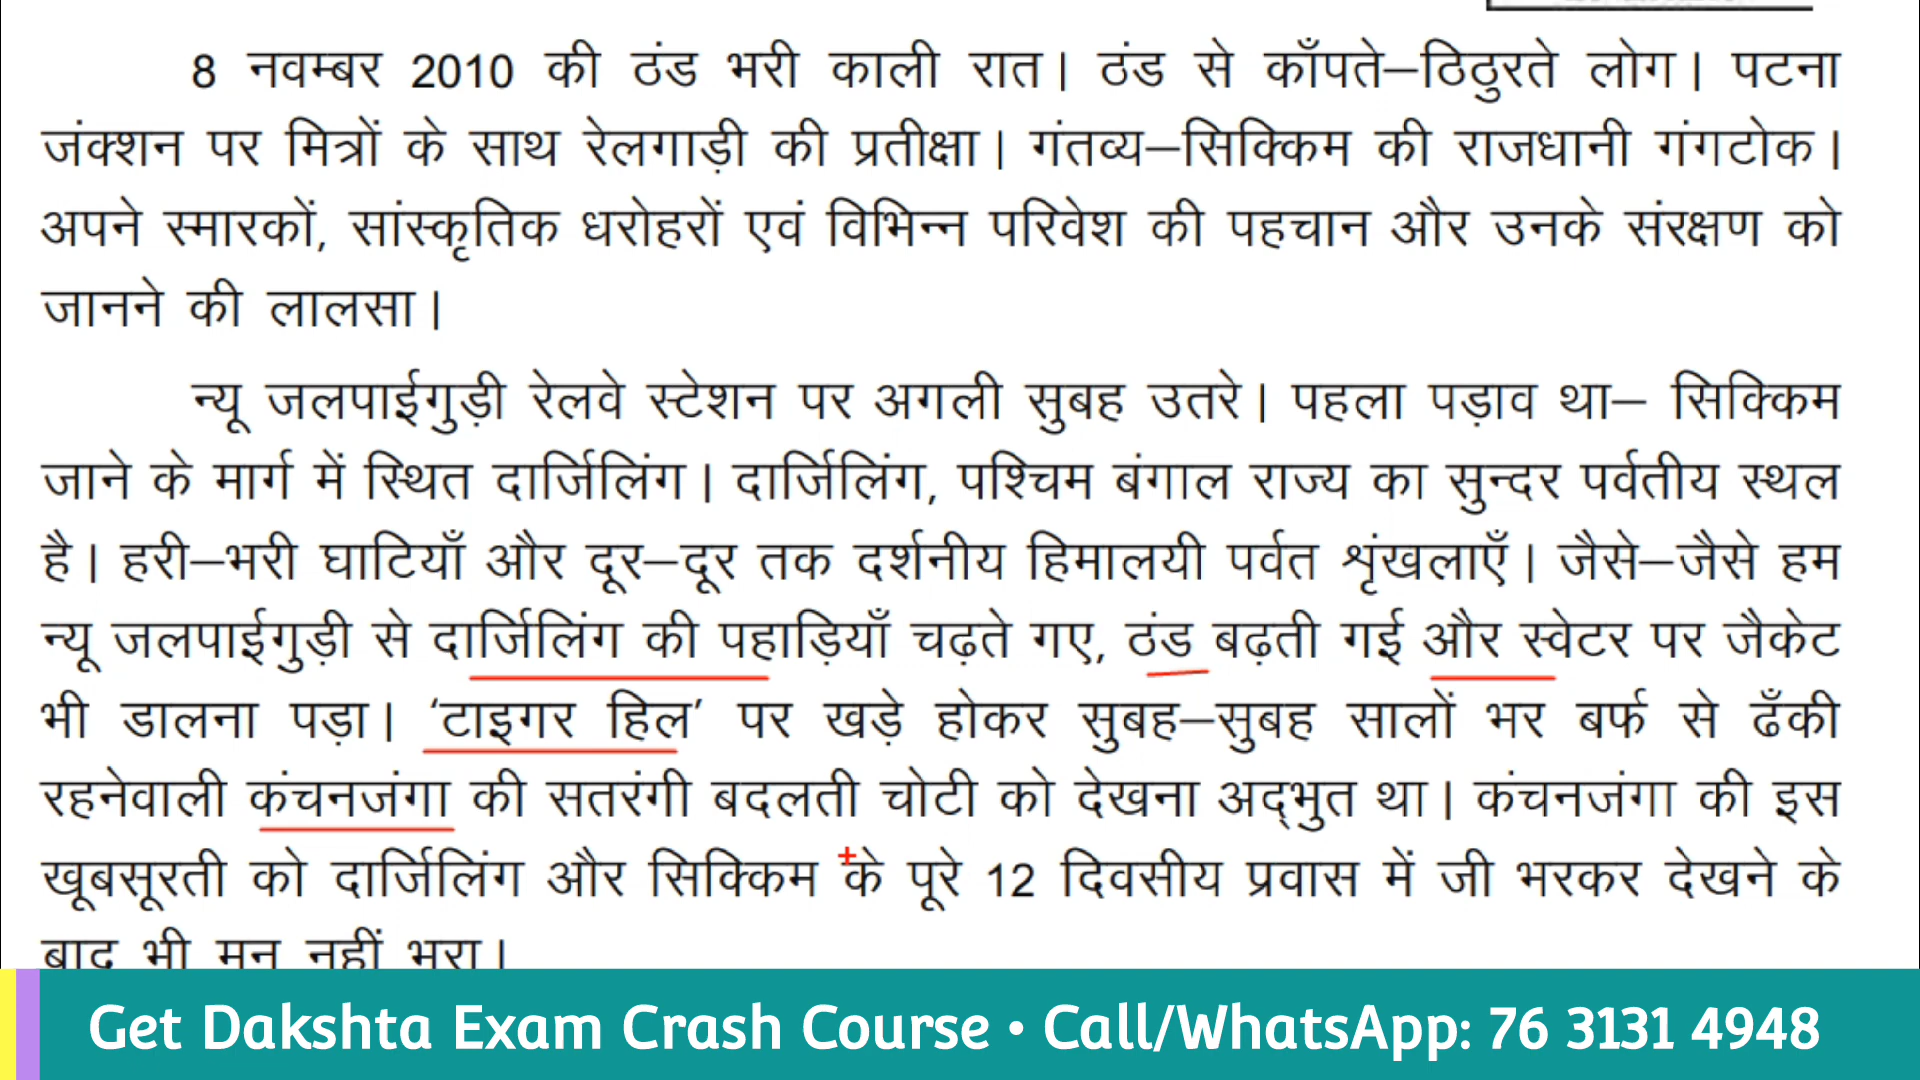 8 नवम्बर 2010 की ठंड भरी काली रात। ठंड से काँपते–ठिठुरते लोग। पटना
जंक्शन पर मित्रों के साथ रेलगाड़ी की प्रतीक्षा। गंतव्य–सिक्किम की राजधानी गंगटोक।
अपने स्मारकों, सांस्कृतिक धरोहरों एवं विभिन्न परिवेश की पहचान और उनके संरक्षण को
जानने की लालसा।
न्यू जलपाईगुड़ी रेलवे स्टेशन पर अगली सुबह उतरे। पहला पड़ाव था– सिक्किम
जाने के मार्ग में स्थित दार्जिलिंग। दार्जिलिंग, पश्चिम बंगाल राज्य का सुन्दर पर्वतीय स्थल
है। हरी–भरी घाटियाँ और दूर–दूर तक दर्शनीय हिमालयी पर्वत शृंखलाएँ। जैसे–जैसे हम
न्यू जलपाईगुड़ी से दार्जिलिंग की पहाड़ियाँ चढ़ते गए, ठंड बढ़ती गई और स्वेटर पर जैकेट
भी डालना पड़ा। ‘टाइगर हिल’ पर खड़े होकर सुबह–सुबह सालों भर बर्फ से ढँकी
रहनेवाली कंचनजंगा की सतरंगी बदलती चोटी को देखना अद्‌भुत था। कंचनजंगा की इस
खूबसूरती को दार्जिलिंग और सिक्किम के पूरे 12 दिवसीय प्रवास में जी भरकर देखने के
बाद भी मन नहीं भरा।
Get Dakshta Exam Crash Course • Call/WhatsApp: 76 3131 4948